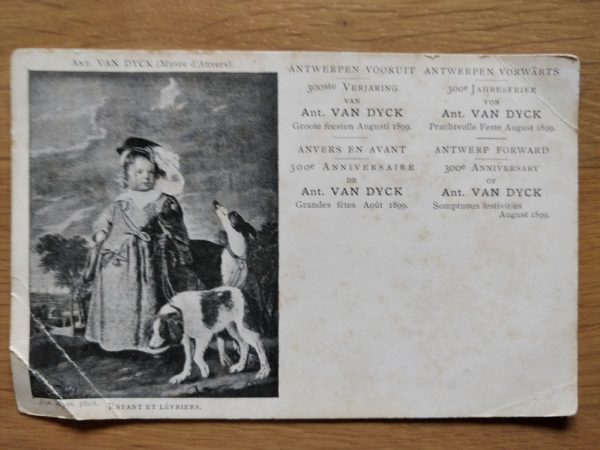 Ant. VAN DYCK (Musée d'Anvers).
ANTWERPEN VOORUIT
300ste Verjaring
van
Ant. VAN DYCK
Groote feesten Augusti 1899.
ANTWERPEN VORWÄRTS
300e Jahresfeier
von
Ant. VAN DYCK
Prachtvolle Feste August 1899.
ANVERS EN AVANT
300e Anniversaire
de
Ant. VAN DYCK
Grandes fêtes Août 1899.
ANTWERP FORWARD
300e Anniversary
of
Ant. VAN DYCK
Somptuous festivities
August 1899.
phot.
ENFANT ET LÉVRIERS.